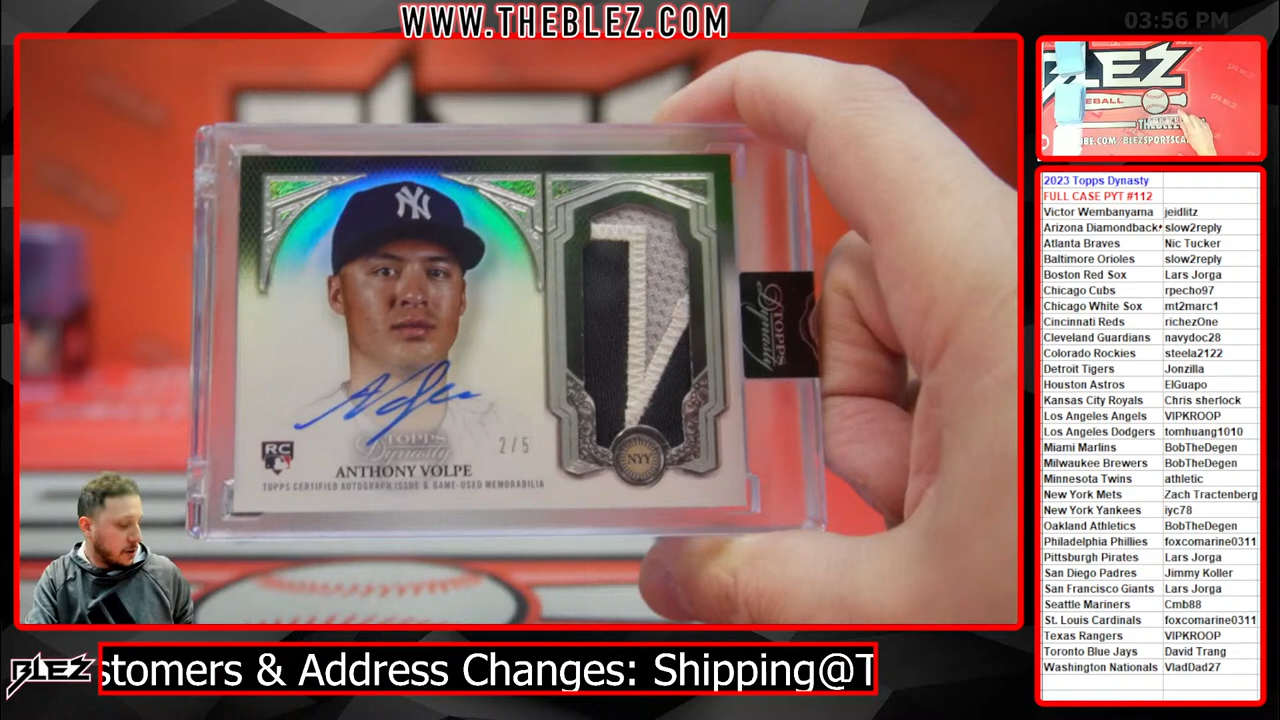 WWW.THEBLEZ.COM
03:56 PM
NY
TOPPS
Dynasty
RC
TOPPS
Dynasty
2/5
NYY
ANTHONY VOLPE
TOPPS CERTIFIED AUTOGRAPH ISSUE & GAME-USED MEMORABILIA
BLEZ
stomers & Address Changes: Shipping@T
2023 Topps Dynasty
FULL CASE PYT #112
Victor Wembanyama jeidlitz
Arizona Diamondback slow2reply
Atlanta Braves Nic Tucker
Baltimore Orioles slow2reply
Boston Red Sox Lars Jorga
Chicago Cubs rpecho97
Chicago White Sox mt2marc1
Cincinnati Reds richezOne
Cleveland Guardians navydoc28
Colorado Rockies steela2122
Detroit Tigers Jonzilla
Houston Astros ElGuapo
Kansas City Royals Chris sherlock
Los Angeles Angels VIPKROOP
Los Angeles Dodgers tomhuang1010
Miami Marlins BobTheDegen
Milwaukee Brewers BobTheDegen
Minnesota Twins athletic
New York Mets Zach Tractenberg
New York Yankees iyc78
Oakland Athletics BobTheDegen
Philadelphia Phillies foxcomarine0311
Pittsburgh Pirates Lars Jorga
San Diego Padres Jimmy Koller
San Francisco Giants Lars Jorga
Seattle Mariners Cmb88
St. Louis Cardinals foxcomarine0311
Texas Rangers VIPKROOP
Toronto Blue Jays David Trang
Washington Nationals VladDad27